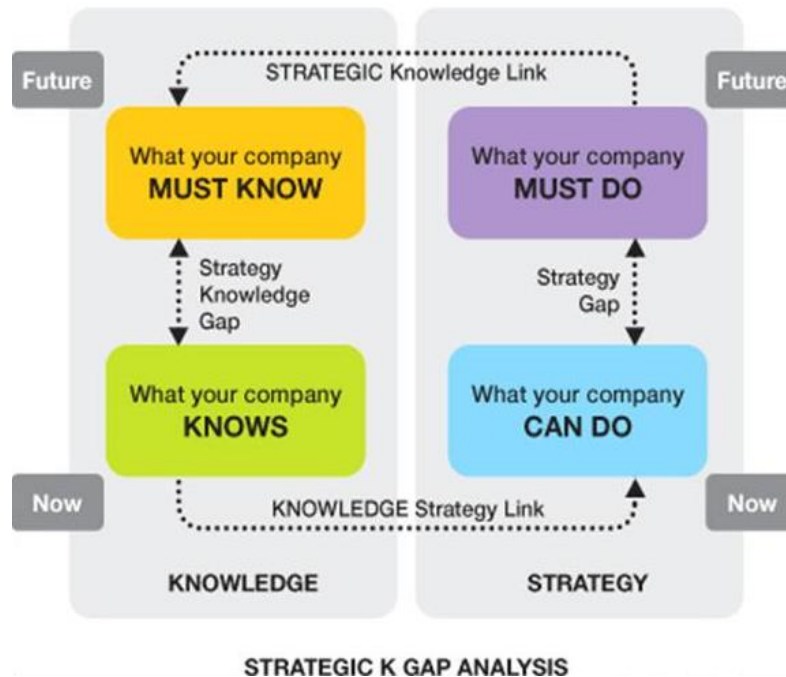 STRATEGIC Knowledge Link
Future
Future
What your company
MUST KNOW
What your company
MUST DO
Strategy
Knowledge
Gap
Strategy
Gap
What your company
KNOWS
What your company
CAN DO
Now
Now
KNOWLEDGE Strategy Link
KNOWLEDGE
STRATEGY
STRATEGIC K GAP ANALYSIS